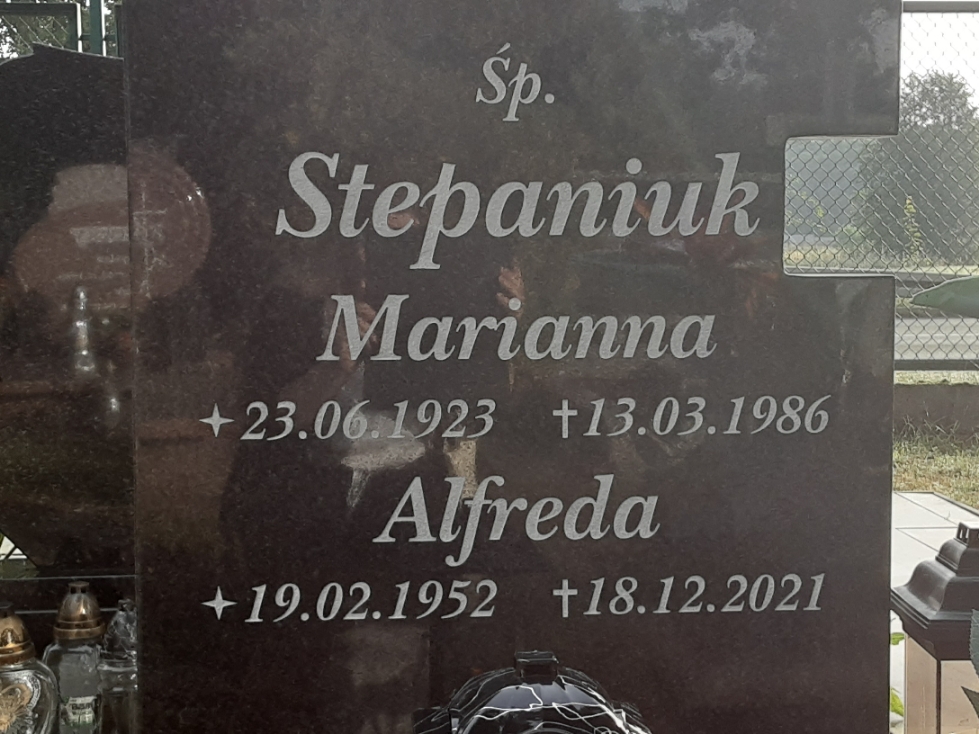 Śp.
Stepaniuk
Marianna
✦23.06.1923 ✝13.03.1986
Alfreda
✦19.02.1952 ✝18.12.2021